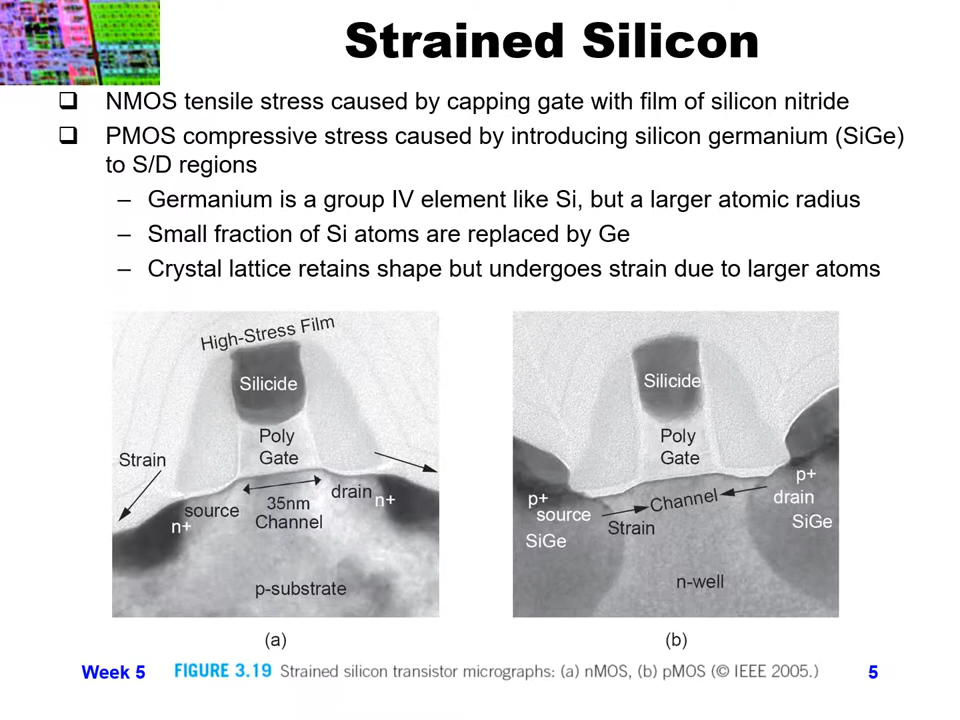 Strained Silicon
❑ NMOS tensile stress caused by capping gate with film of silicon nitride
❑ PMOS compressive stress caused by introducing silicon germanium (SiGe)
to S/D regions
– Germanium is a group IV element like Si, but a larger atomic radius
– Small fraction of Si atoms are replaced by Ge
– Crystal lattice retains shape but undergoes strain due to larger atoms
High-Stress Film
Silicide
Poly
Gate
Strain
source
n+
35nm
Channel
drain
n+
p-substrate
(a)
Silicide
Poly
Gate
p+
source
SiGe
Strain
Channel
p+
drain
SiGe
n-well
(b)
Week 5
FIGURE 3.19 Strained silicon transistor micrographs: (a) nMOS, (b) pMOS (© IEEE 2005.)
5